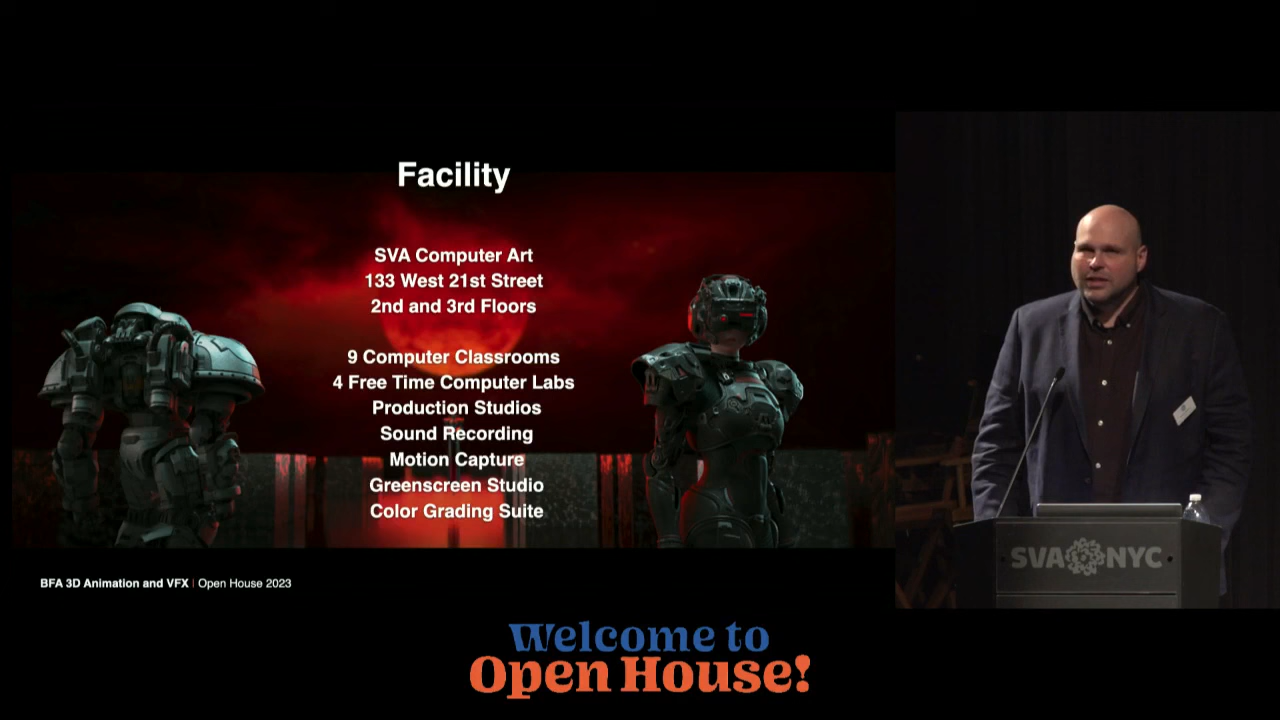 Facility
SVA Computer Art
133 West 21st Street
2nd and 3rd Floors
9 Computer Classrooms
4 Free Time Computer Labs
Production Studios
Sound Recording
Motion Capture
Greenscreen Studio
Color Grading Suite
BFA 3D Animation and VFX | Open House 2023
SVA NYC
Welcome to
Open House!